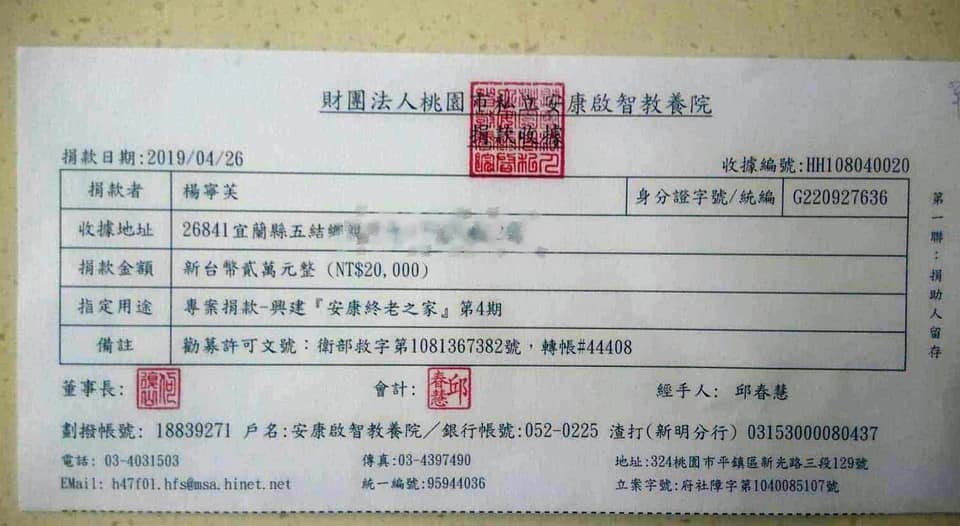 財團法人桃園市私立安康啟智教養院
捐款收據
捐款日期:2019/04/26
收據編號:HH108040020
捐款者 楊寧芙 身分證字號/統編 G220927636
收據地址 26841宜蘭縣五結鄉
捐款金額 新台幣貳萬元整 (NT$20,000)
指定用途 專案捐款-興建『安康終老之家』第4期
備註 勸募許可文號：衛部救字第1081367382號，轉帳#44408
第一聯：捐助人留存
董事長: 會計: 邱春慧 經手人: 邱春慧
劃撥帳號: 18839271 戶名:安康啟智教養院／銀行帳號:052-0225 渣打(新明分行) 03153000080437
電話: 03-4031503 傳真:03-4397490 地址:324桃園市平鎮區新光路三段129號
EMail: h47f01.hfs@msa.hinet.net 統一編號:95944036 立案字號:府社障字第1040085107號